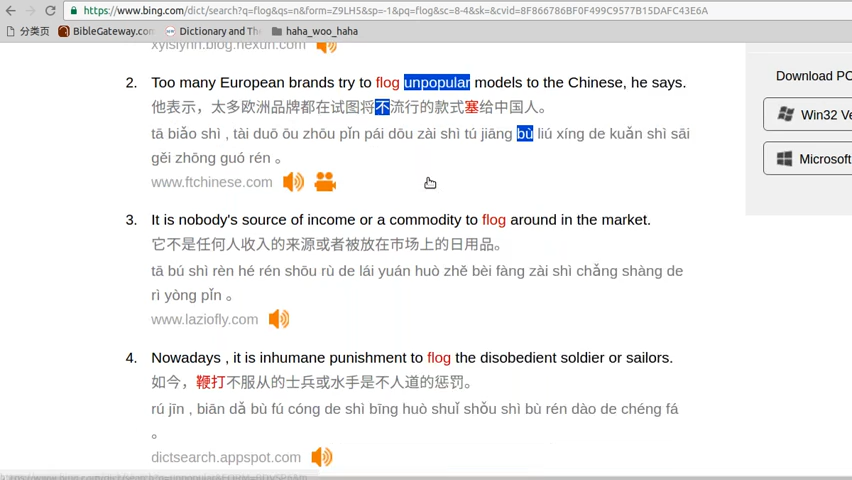 https://www.bing.com/dict/search?q=flog&qs=n&form=Z9LH5&sp=-1&pq=flog&sc=8-4&sk=&cvid=8F866786BF0F499C9577B15DAFC43E6A
分类页 BibleGateway.com Dictionary and Th haha_woo_haha
xyislynn.blog.hexun.com
2. Too many European brands try to flog unpopular models to the Chinese, he says.
他表示，太多欧洲品牌都在试图将不流行的款式塞给中国人。
tā biǎo shì , tài duō ōu zhōu pǐn pái dōu zài shì tú jiāng bù liú xíng de kuǎn shì sāi
gěi zhōng guó rén 。
www.ftchinese.com
3. It is nobody's source of income or a commodity to flog around in the market.
它不是任何人收入的来源或者被放在市场上的日用品。
tā bú shì rèn hé rén shōu rù de lái yuán huò zhě bèi fàng zài shì chǎng shàng de
rì yòng pǐn 。
www.laziofly.com
4. Nowadays , it is inhumane punishment to flog the disobedient soldier or sailors.
如今，鞭打不服从的士兵或水手是不人道的惩罚。
rú jīn , biān dǎ bù fú cóng de shì bīng huò shuǐ shǒu shì bù rén dào de chéng fá
。
dictsearch.appspot.com
Download PC
Win32 Ve
Microsoft